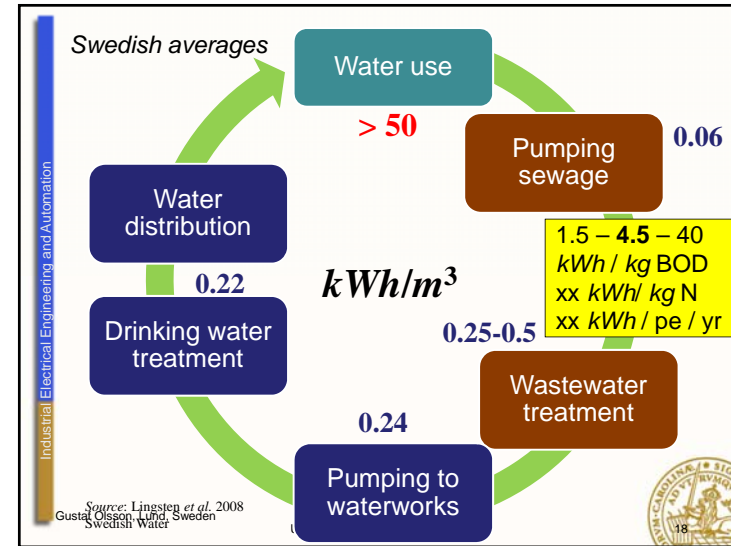 Swedish averages
Water use
> 50
Pumping
sewage
0.06
1.5 – 4.5 – 40
kWh / kg BOD
xx kWh/ kg N
xx kWh / pe / yr
0.25-0.5
Wastewater
treatment
0.24
Pumping to
waterworks
Drinking water
treatment
0.22
Water
distribution
kWh/m³
Industrial Electrical Engineering and Automation
Source: Lingsten et al. 2008
Swedish Water
Gustaf Olsson, Lund, Sweden
18